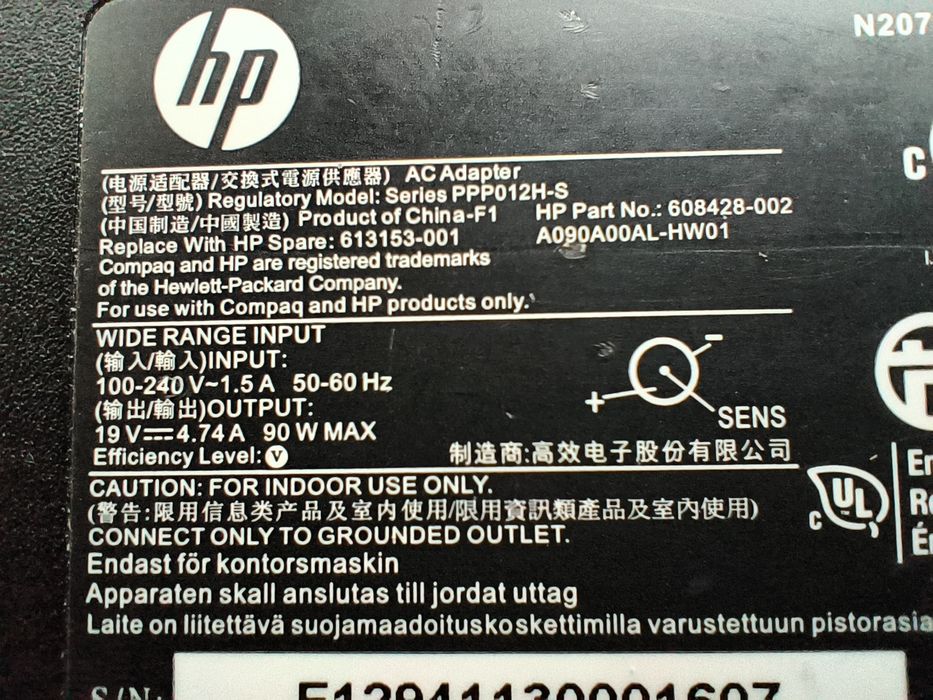 hp
N207
C
(电源适配器/交換式電源供應器) AC Adapter
(型号/型號) Regulatory Model: Series PPP012H-S
(中国制造/中國製造) Product of China-F1 HP Part No.: 608428-002
Replace With HP Spare: 613153-001 A090A00AL-HW01
Compaq and HP are registered trademarks
of the Hewlett-Packard Company.
For use with Compaq and HP products only.
WIDE RANGE INPUT
(输入/輸入)INPUT:
100-240 V~1.5 A 50-60 Hz
(输出/輸出)OUTPUT:
19 V⎓4.74 A 90 W MAX
Efficiency Level: V
- + SENS
制造商:高效电子股份有限公司
CAUTION: FOR INDOOR USE ONLY.
(警告:限用信息类产品及室内使用/限用資訊類產品及室內使用)
CONNECT ONLY TO GROUNDED OUTLET.
c UL
Endast för kontorsmaskin
Apparaten skall anslutas till jordat uttag
Laite on liitettävä suojamaadoituskoskettimilla varustettuun pistorasia
S/N: